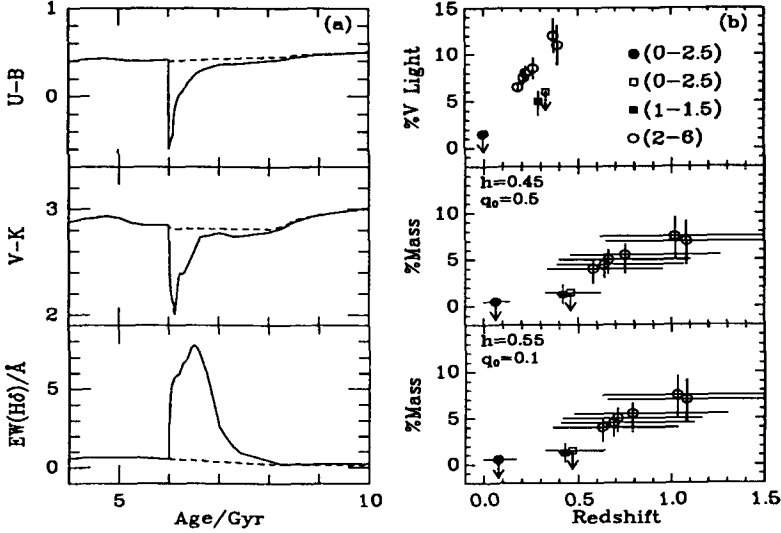 (a)
U-B
1
0
V-K
3
2
EW(Hδ)/Å
5
0
5
10
Age/Gyr
(b)
%V Light
15
10
5
0
(0-2.5)
(0-2.5)
(1-1.5)
(2-6)
h=0.45
q₀=0.5
%Mass
10
5
0
h=0.55
q₀=0.1
%Mass
10
5
0
0.0
0.5
1.0
1.5
Redshift